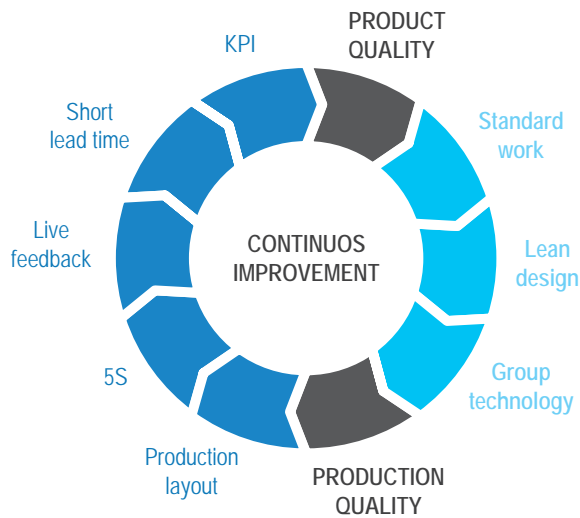 PRODUCT
QUALITY
Standard
work
Lean
design
Group
technology
PRODUCTION
QUALITY
Production
layout
5S
Live
feedback
Short
lead time
KPI
CONTINUOS
IMPROVEMENT